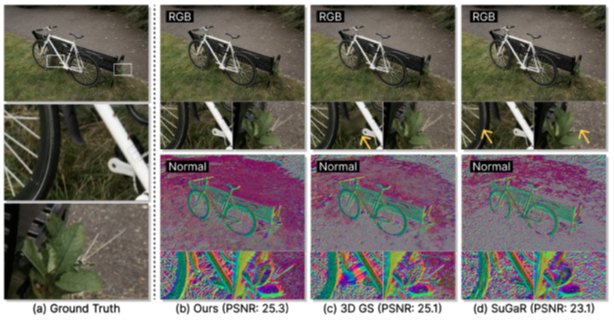 RGB
RGB
RGB
Normal
Normal
Normal
(a) Ground Truth
(b) Ours (PSNR: 25.3)
(c) 3D GS (PSNR: 25.1)
(d) SuGaR (PSNR: 23.1)